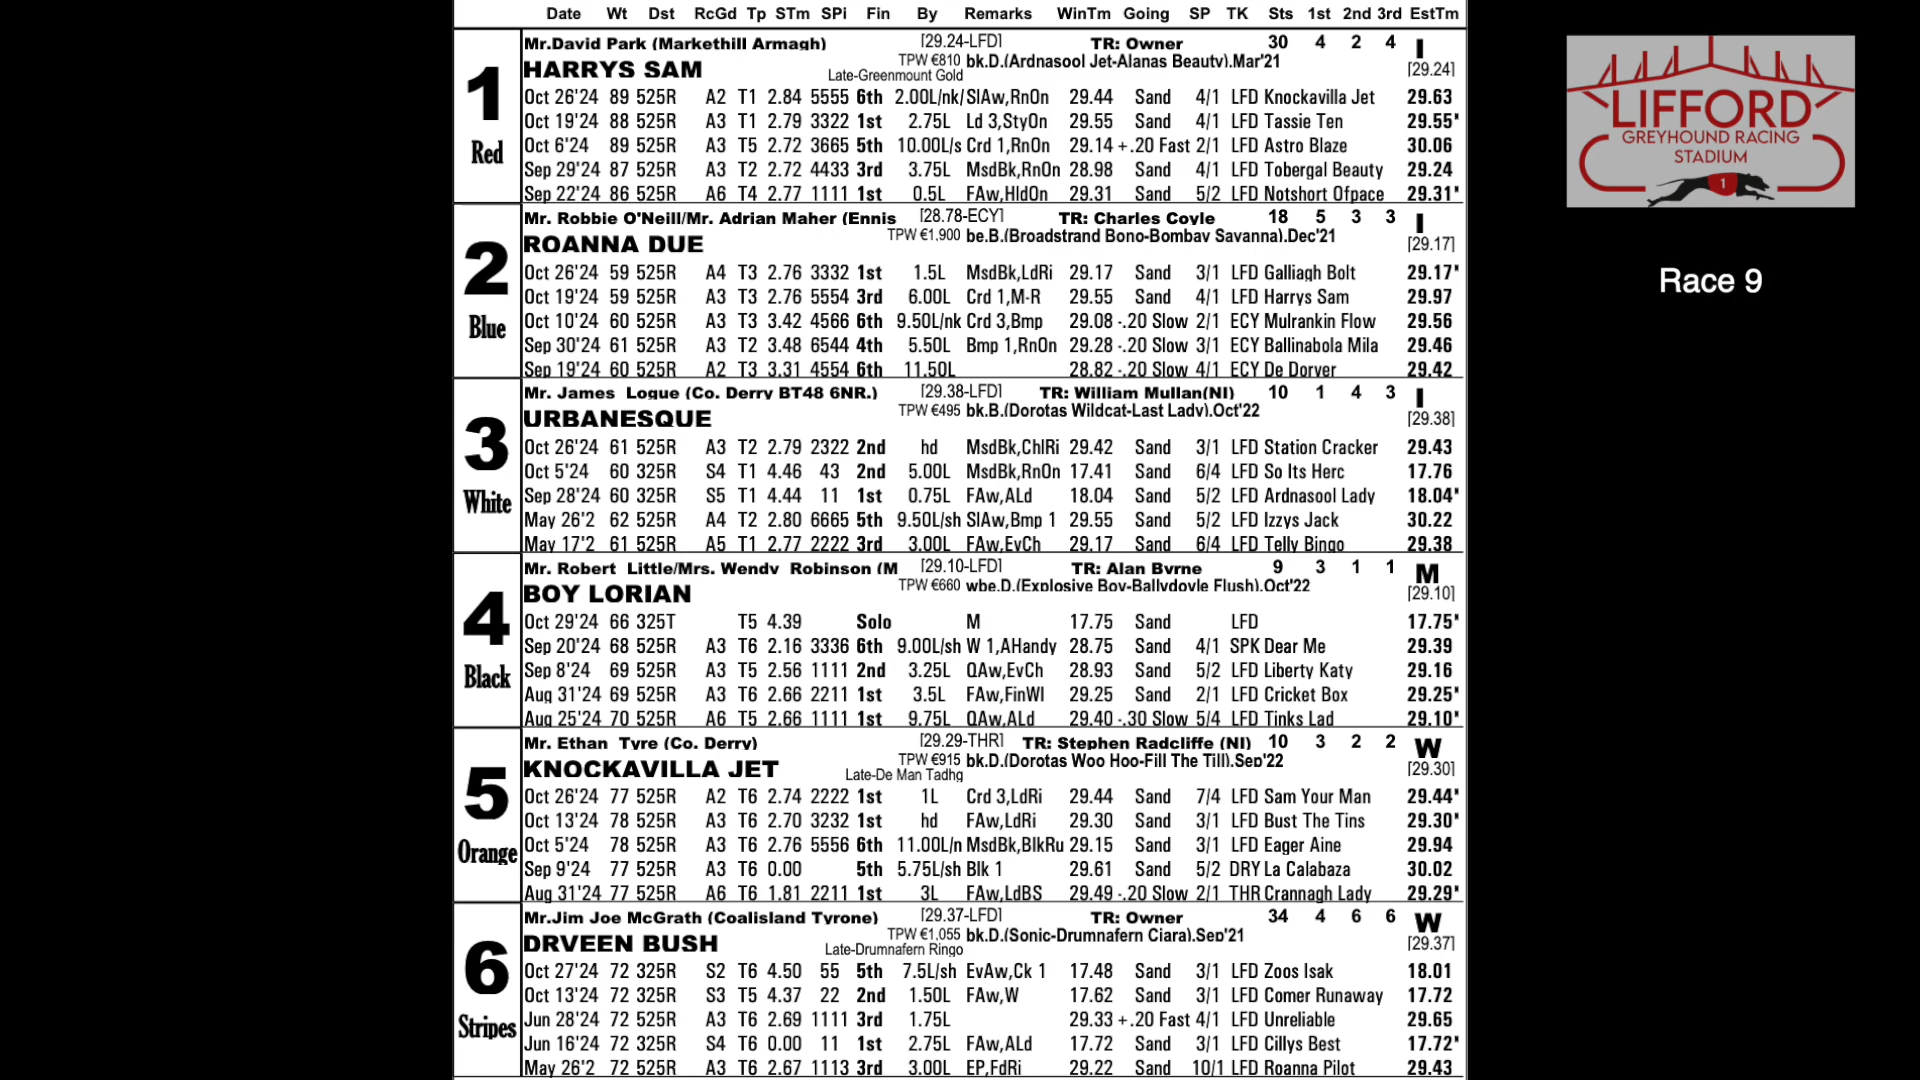 Date Wt Dst RcGd Tp STm SPi Fin By Remarks WinTm Going SP TK Sts 1st 2nd 3rd EstTm
1
Red
Mr.David Park (Markethill Armagh) [29.24-LFD] TR: Owner 30 4 2 4 I
TPW €810 bk.D.(Ardnasool Jet-Alanas Beauty).Mar'21
HARRYS SAM Late-Greenmount Gold [29.24]
Oct 26'24 89 525R A2 T1 2.84 5555 6th 2.00L/nk/ SlAw,RnOn 29.44 Sand 4/1 LFD Knockavilla Jet 29.63
Oct 19'24 88 525R A3 T1 2.79 3322 1st 2.75L Ld 3,StyOn 29.55 Sand 4/1 LFD Tassie Ten 29.55*
Oct 6'24 89 525R A3 T5 2.72 3665 5th 10.00L/s Crd 1,RnOn 29.14 +.20 Fast 2/1 LFD Astro Blaze 30.06
Sep 29'24 87 525R A3 T2 2.72 4433 3rd 3.75L MsdBk,RnOn 28.98 Sand 4/1 LFD Tobergal Beauty 29.24
Sep 22'24 86 525R A6 T4 2.77 1111 1st 0.5L FAw,HldOn 29.31 Sand 5/2 LFD Notshort Ofpace 29.31*
2
Blue
Mr. Robbie O'Neill/Mr. Adrian Maher (Ennis [28.78-ECY] TR: Charles Coyle 18 5 3 3 I
TPW €1,900 be.B.(Broadstrand Bono-Bombay Savanna).Dec'21
ROANNA DUE [29.17]
Oct 26'24 59 525R A4 T3 2.76 3332 1st 1.5L MsdBk,LdRi 29.17 Sand 3/1 LFD Galliagh Bolt 29.17*
Oct 19'24 59 525R A3 T3 2.76 5554 3rd 6.00L Crd 1,M-R 29.55 Sand 4/1 LFD Harrys Sam 29.97
Oct 10'24 60 525R A3 T3 3.42 4566 6th 9.50L/nk Crd 3,Bmp 29.08 -.20 Slow 2/1 ECY Mulrankin Flow 29.56
Sep 30'24 61 525R A3 T2 3.48 6544 4th 5.50L Bmp 1,RnOn 29.28 -.20 Slow 3/1 ECY Ballinabola Mila 29.46
Sep 19'24 60 525R A2 T3 3.31 4554 6th 11.50L 28.82 -.20 Slow 4/1 ECY De Doryer 29.42
3
White
Mr. James Logue (Co. Derry BT48 6NR.) [29.38-LFD] TR: William Mullan(NI) 10 1 4 3 I
TPW €495 bk.B.(Dorotas Wildcat-Last Lady).Oct'22
URBANESQUE [29.38]
Oct 26'24 61 525R A3 T2 2.79 2322 2nd hd MsdBk,ChlRi 29.42 Sand 3/1 LFD Station Cracker 29.43
Oct 5'24 60 325R S4 T1 4.46 43 2nd 5.00L MsdBk,RnOn 17.41 Sand 6/4 LFD So Its Herc 17.76
Sep 28'24 60 325R S5 T1 4.44 11 1st 0.75L FAw,ALd 18.04 Sand 5/2 LFD Ardnasool Lady 18.04*
May 26'2 62 525R A4 T2 2.80 6665 5th 9.50L/sh SlAw,Bmp 1 29.55 Sand 5/2 LFD Izzys Jack 30.22
May 17'2 61 525R A5 T1 2.77 2222 3rd 3.00L FAw,EvCh 29.17 Sand 6/4 LFD Telly Bingo 29.38
4
Black
Mr. Robert Little/Mrs. Wendy Robinson (M [29.10-LFD] TR: Alan Byrne 9 3 1 1 M
TPW €660 wbe.D.(Explosive Boy-Ballydoyle Flush).Oct'22
BOY LORIAN [29.10]
Oct 29'24 66 325T T5 4.39 Solo M 17.75 Sand LFD 17.75*
Sep 20'24 68 525R A3 T6 2.16 3336 6th 9.00L/sh W 1,AHandy 28.75 Sand 4/1 SPK Dear Me 29.39
Sep 8'24 69 525R A3 T5 2.56 1111 2nd 3.25L QAw,EvCh 28.93 Sand 5/2 LFD Liberty Katy 29.16
Aug 31'24 69 525R A3 T6 2.66 2211 1st 3.5L FAw,FinWl 29.25 Sand 2/1 LFD Cricket Box 29.25*
Aug 25'24 70 525R A6 T5 2.66 1111 1st 9.75L QAw,ALd 29.40 -.30 Slow 5/4 LFD Tinks Lad 29.10*
5
Orange
Mr. Ethan Tyre (Co. Derry) [29.29-THR] TR: Stephen Radcliffe (NI) 10 3 2 2 W
TPW €915 bk.D.(Dorotas Woo Hoo-Fill The Till).Sep'22
KNOCKAVILLA JET Late-De Man Tadhg [29.30]
Oct 26'24 77 525R A2 T6 2.74 2222 1st 1L Crd 3,LdRi 29.44 Sand 7/4 LFD Sam Your Man 29.44*
Oct 13'24 78 525R A3 T6 2.70 3232 1st hd FAw,LdRi 29.30 Sand 3/1 LFD Bust The Tins 29.30*
Oct 5'24 78 525R A3 T6 2.76 5556 6th 11.00L/n MsdBk,BlkRu 29.15 Sand 3/1 LFD Eager Aine 29.94
Sep 9'24 77 525R A3 T6 0.00 5th 5.75L/sh Blk 1 29.61 Sand 5/2 DRY La Calabaza 30.02
Aug 31'24 77 525R A6 T6 1.81 2211 1st 3L FAw,LdBS 29.49 -.20 Slow 2/1 THR Crannagh Lady 29.29*
6
Stripes
Mr.Jim Joe McGrath (Coalisland Tyrone) [29.37-LFD] TR: Owner 34 4 6 6 W
TPW €1,055 bk.D.(Sonic-Drumnafern Ciara).Sep'21
DRVEEN BUSH Late-Drumnafern Ringo [29.37]
Oct 27'24 72 325R S2 T6 4.50 55 5th 7.5L/sh EvAw,Ck 1 17.48 Sand 3/1 LFD Zoos Isak 18.01
Oct 13'24 72 325R S3 T5 4.37 22 2nd 1.50L FAw,W 17.62 Sand 3/1 LFD Comer Runaway 17.72
Jun 28'24 72 525R A3 T6 2.69 1111 3rd 1.75L 29.33 +.20 Fast 4/1 LFD Unreliable 29.65
Jun 16'24 72 325R S4 T6 0.00 11 1st 2.75L FAw,ALd 17.72 Sand 3/1 LFD Cillys Best 17.72*
May 26'2 72 525R A3 T6 2.67 1113 3rd 3.00L EP,FdRi 29.22 Sand 10/1 LFD Roanna Pilot 29.43
LIFFORD
GREYHOUND RACING
STADIUM
1
Race 9